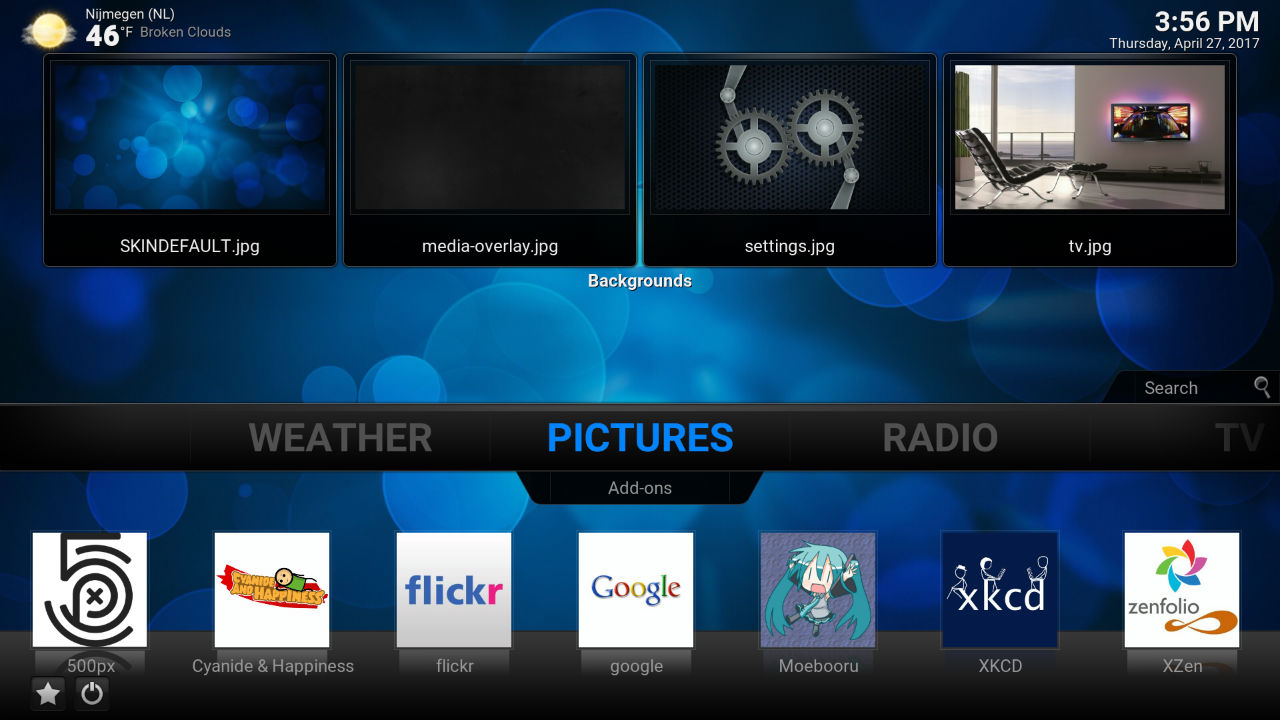 Nijmegen (NL)
46°F Broken Clouds
3:56 PM
Thursday, April 27, 2017
SKINDEFAULT.jpg
media-overlay.jpg
settings.jpg
tv.jpg
Backgrounds
Search
WEATHER
PICTURES
RADIO
TV
Add-ons
5
CYANIDE
AND HAPPINESS
flickr
Google
xkcd
zenfolio
500px
Cyanide & Happiness
flickr
google
Moebooru
XKCD
XZen